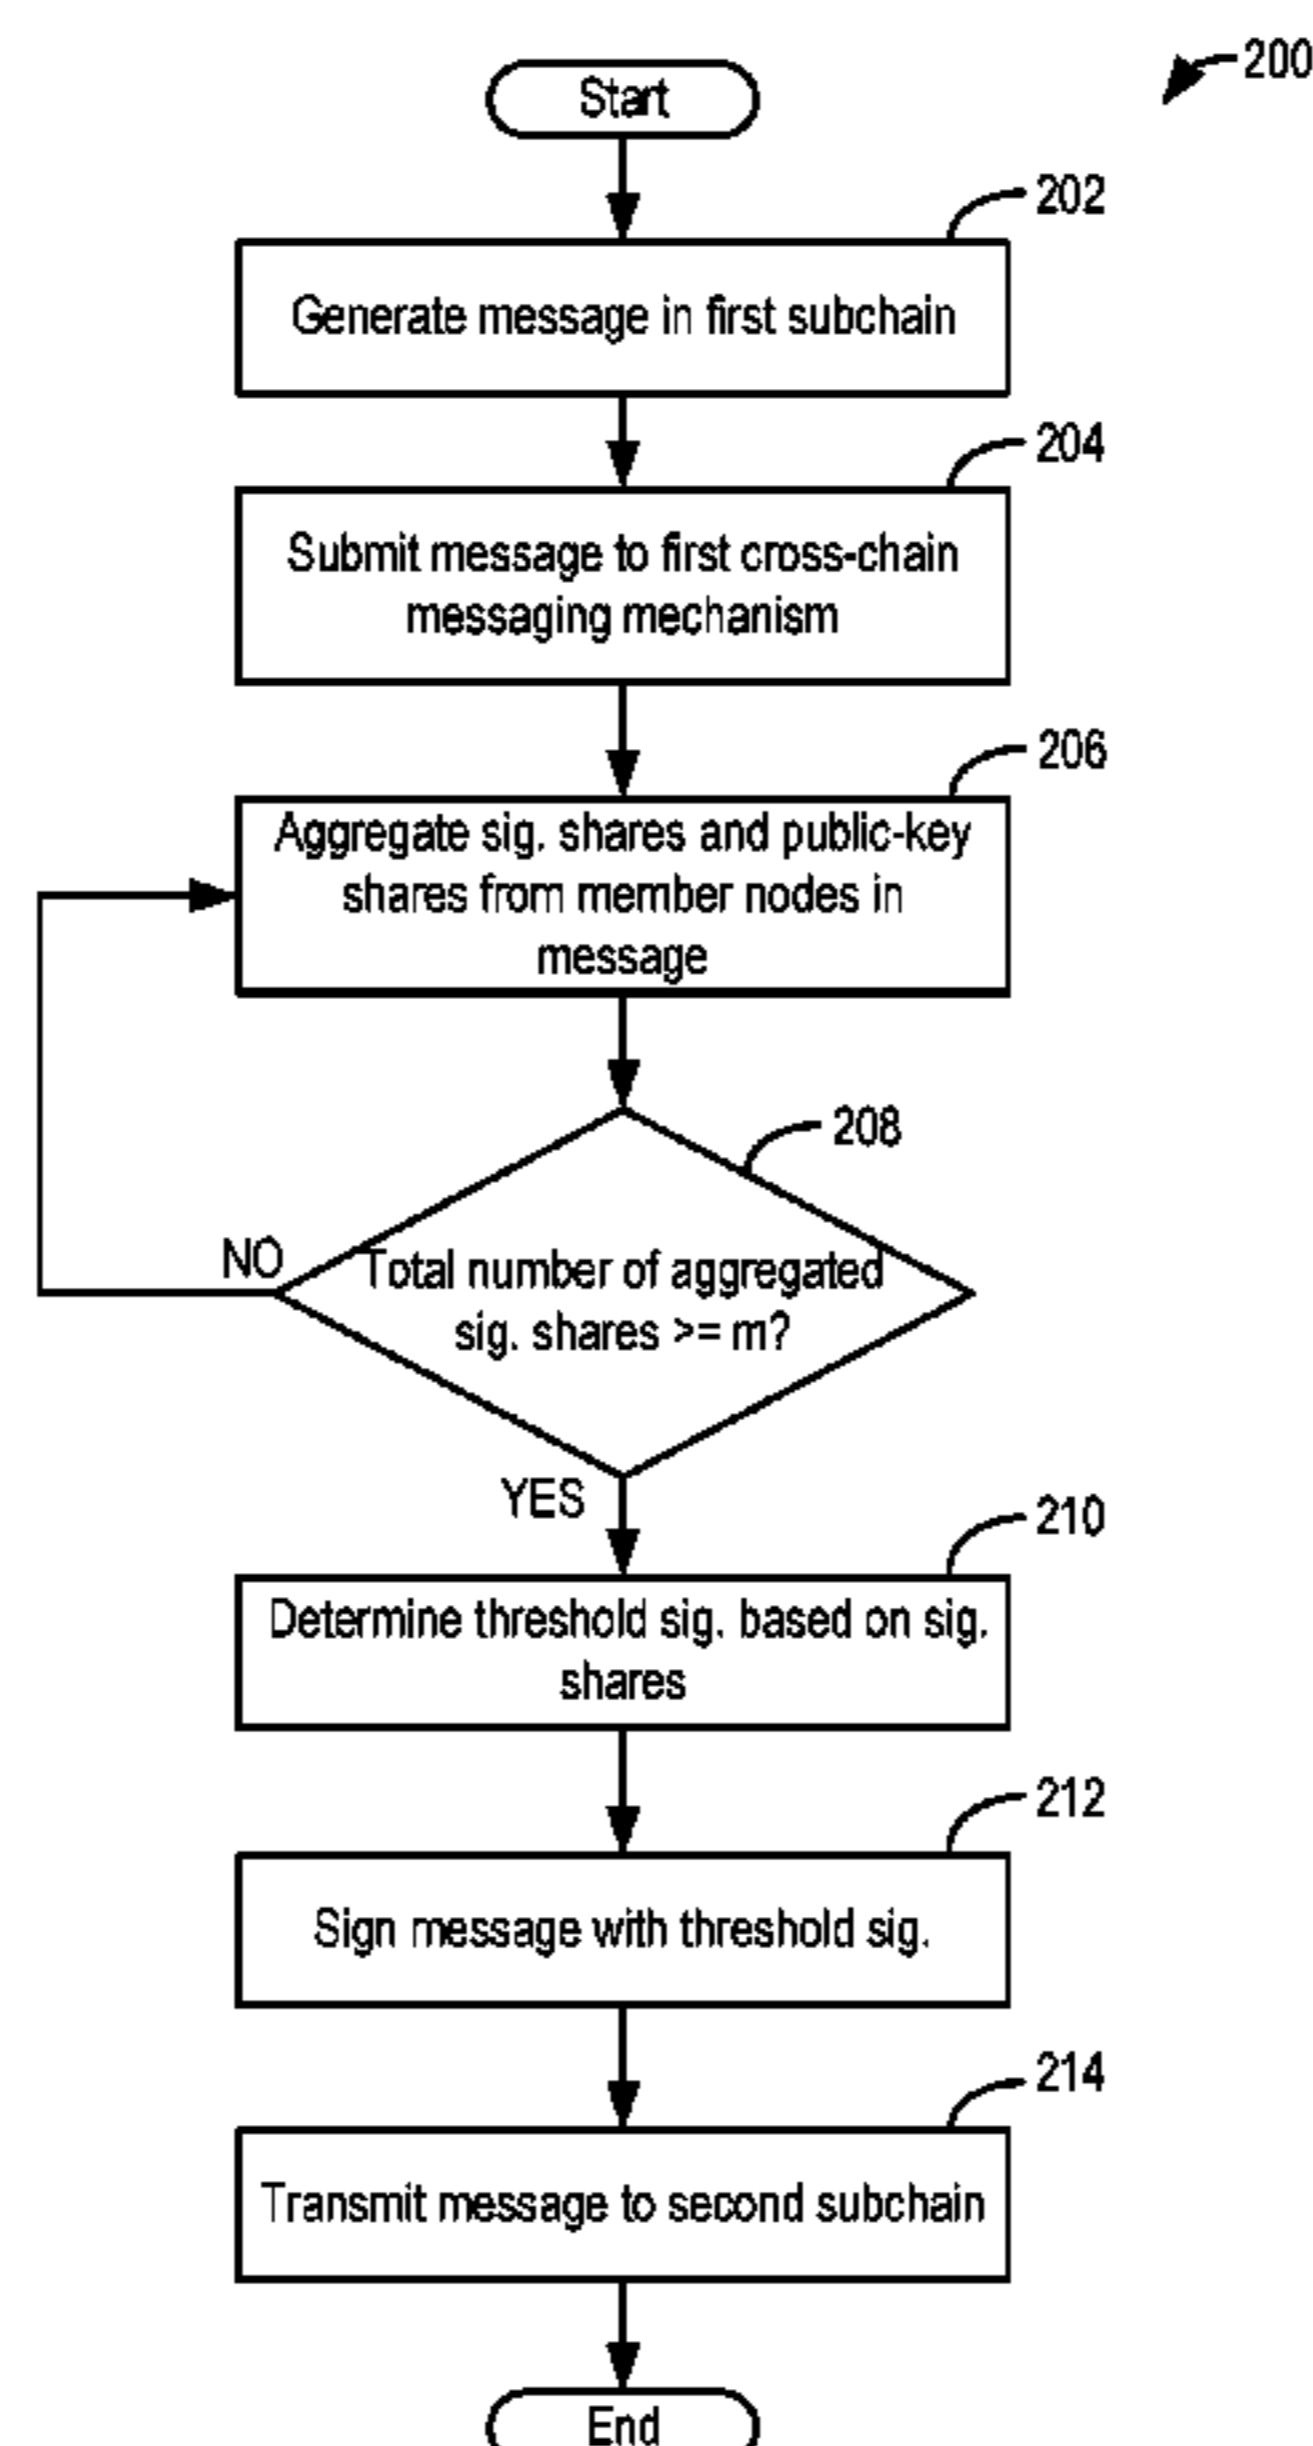 200
Start
202
Generate message in first subchain
204
Submit message to first cross-chain
messaging mechanism
206
Aggregate sig. shares and public-key
shares from member nodes in
message
208
NO
Total number of aggregated
sig. shares >= m?
YES
210
Determine threshold sig. based on sig.
shares
212
Sign message with threshold sig.
214
Transmit message to second subchain
End